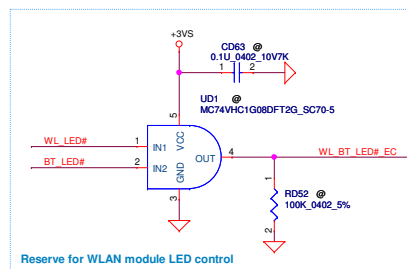 +3VS
CD63 @
0.1U_0402_10V7K
1 2
UD1 @
MC74VHC1G08DFT2G_SC70-5
5
VCC
WL_LED# 1 IN1
BT_LED# 2 IN2
OUT 4 WL_BT_LED#_EC
GND
3
1
RD52 @
100K_0402_5%
2
Reserve for WLAN module LED control